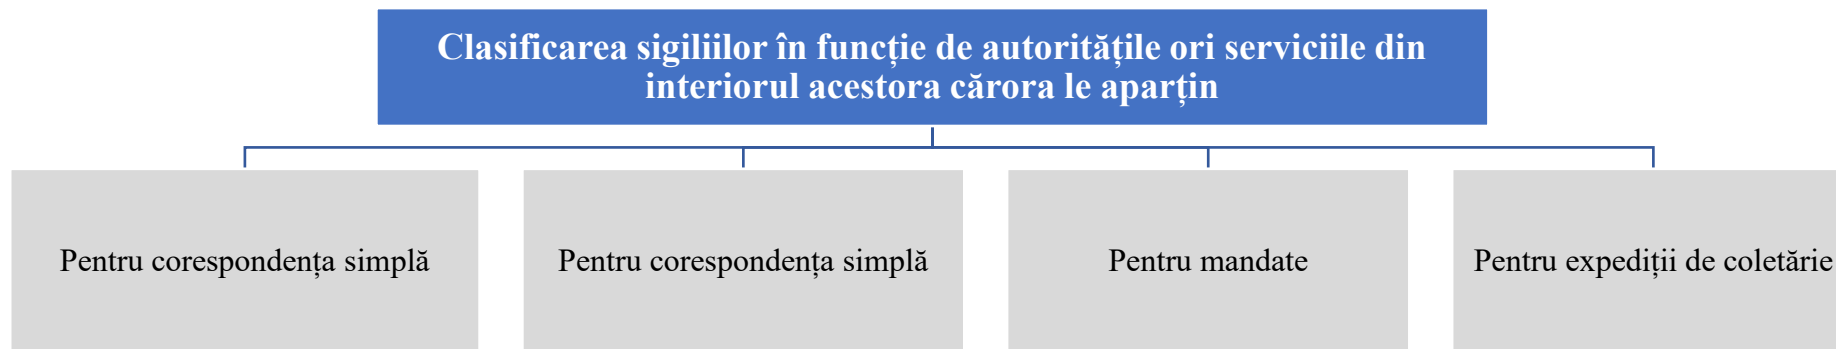 Clasificarea sigiliilor în funcție de autoritățile ori serviciile din
interiorul acestora cărora le aparțin
Pentru corespondența simplă
Pentru corespondența simplă
Pentru mandate
Pentru expediții de coletărie